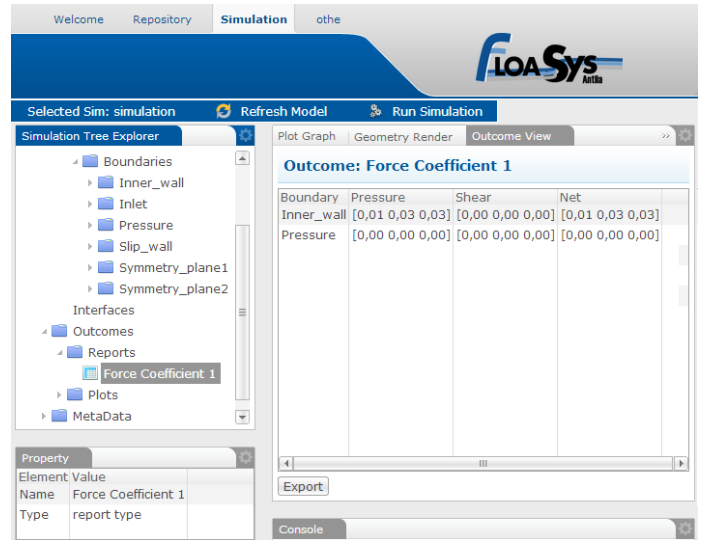 Welcome Repository Simulation othe
FLOASYS
Antika
Selected Sim: simulation Refresh Model Run Simulation
Simulation Tree Explorer
Boundaries
Inner_wall
Inlet
Pressure
Slip_wall
Symmetry_plane1
Symmetry_plane2
Interfaces
Outcomes
Reports
Force Coefficient 1
Plots
MetaData
Property
Element Value
Name Force Coefficient 1
Type report type
Plot Graph Geometry Render Outcome View »
Outcome: Force Coefficient 1
Boundary Pressure Shear Net
Inner_wall [0,01 0,03 0,03] [0,00 0,00 0,00] [0,01 0,03 0,03]
Pressure [0,00 0,00 0,00] [0,00 0,00 0,00] [0,00 0,00 0,00]
Export
Console